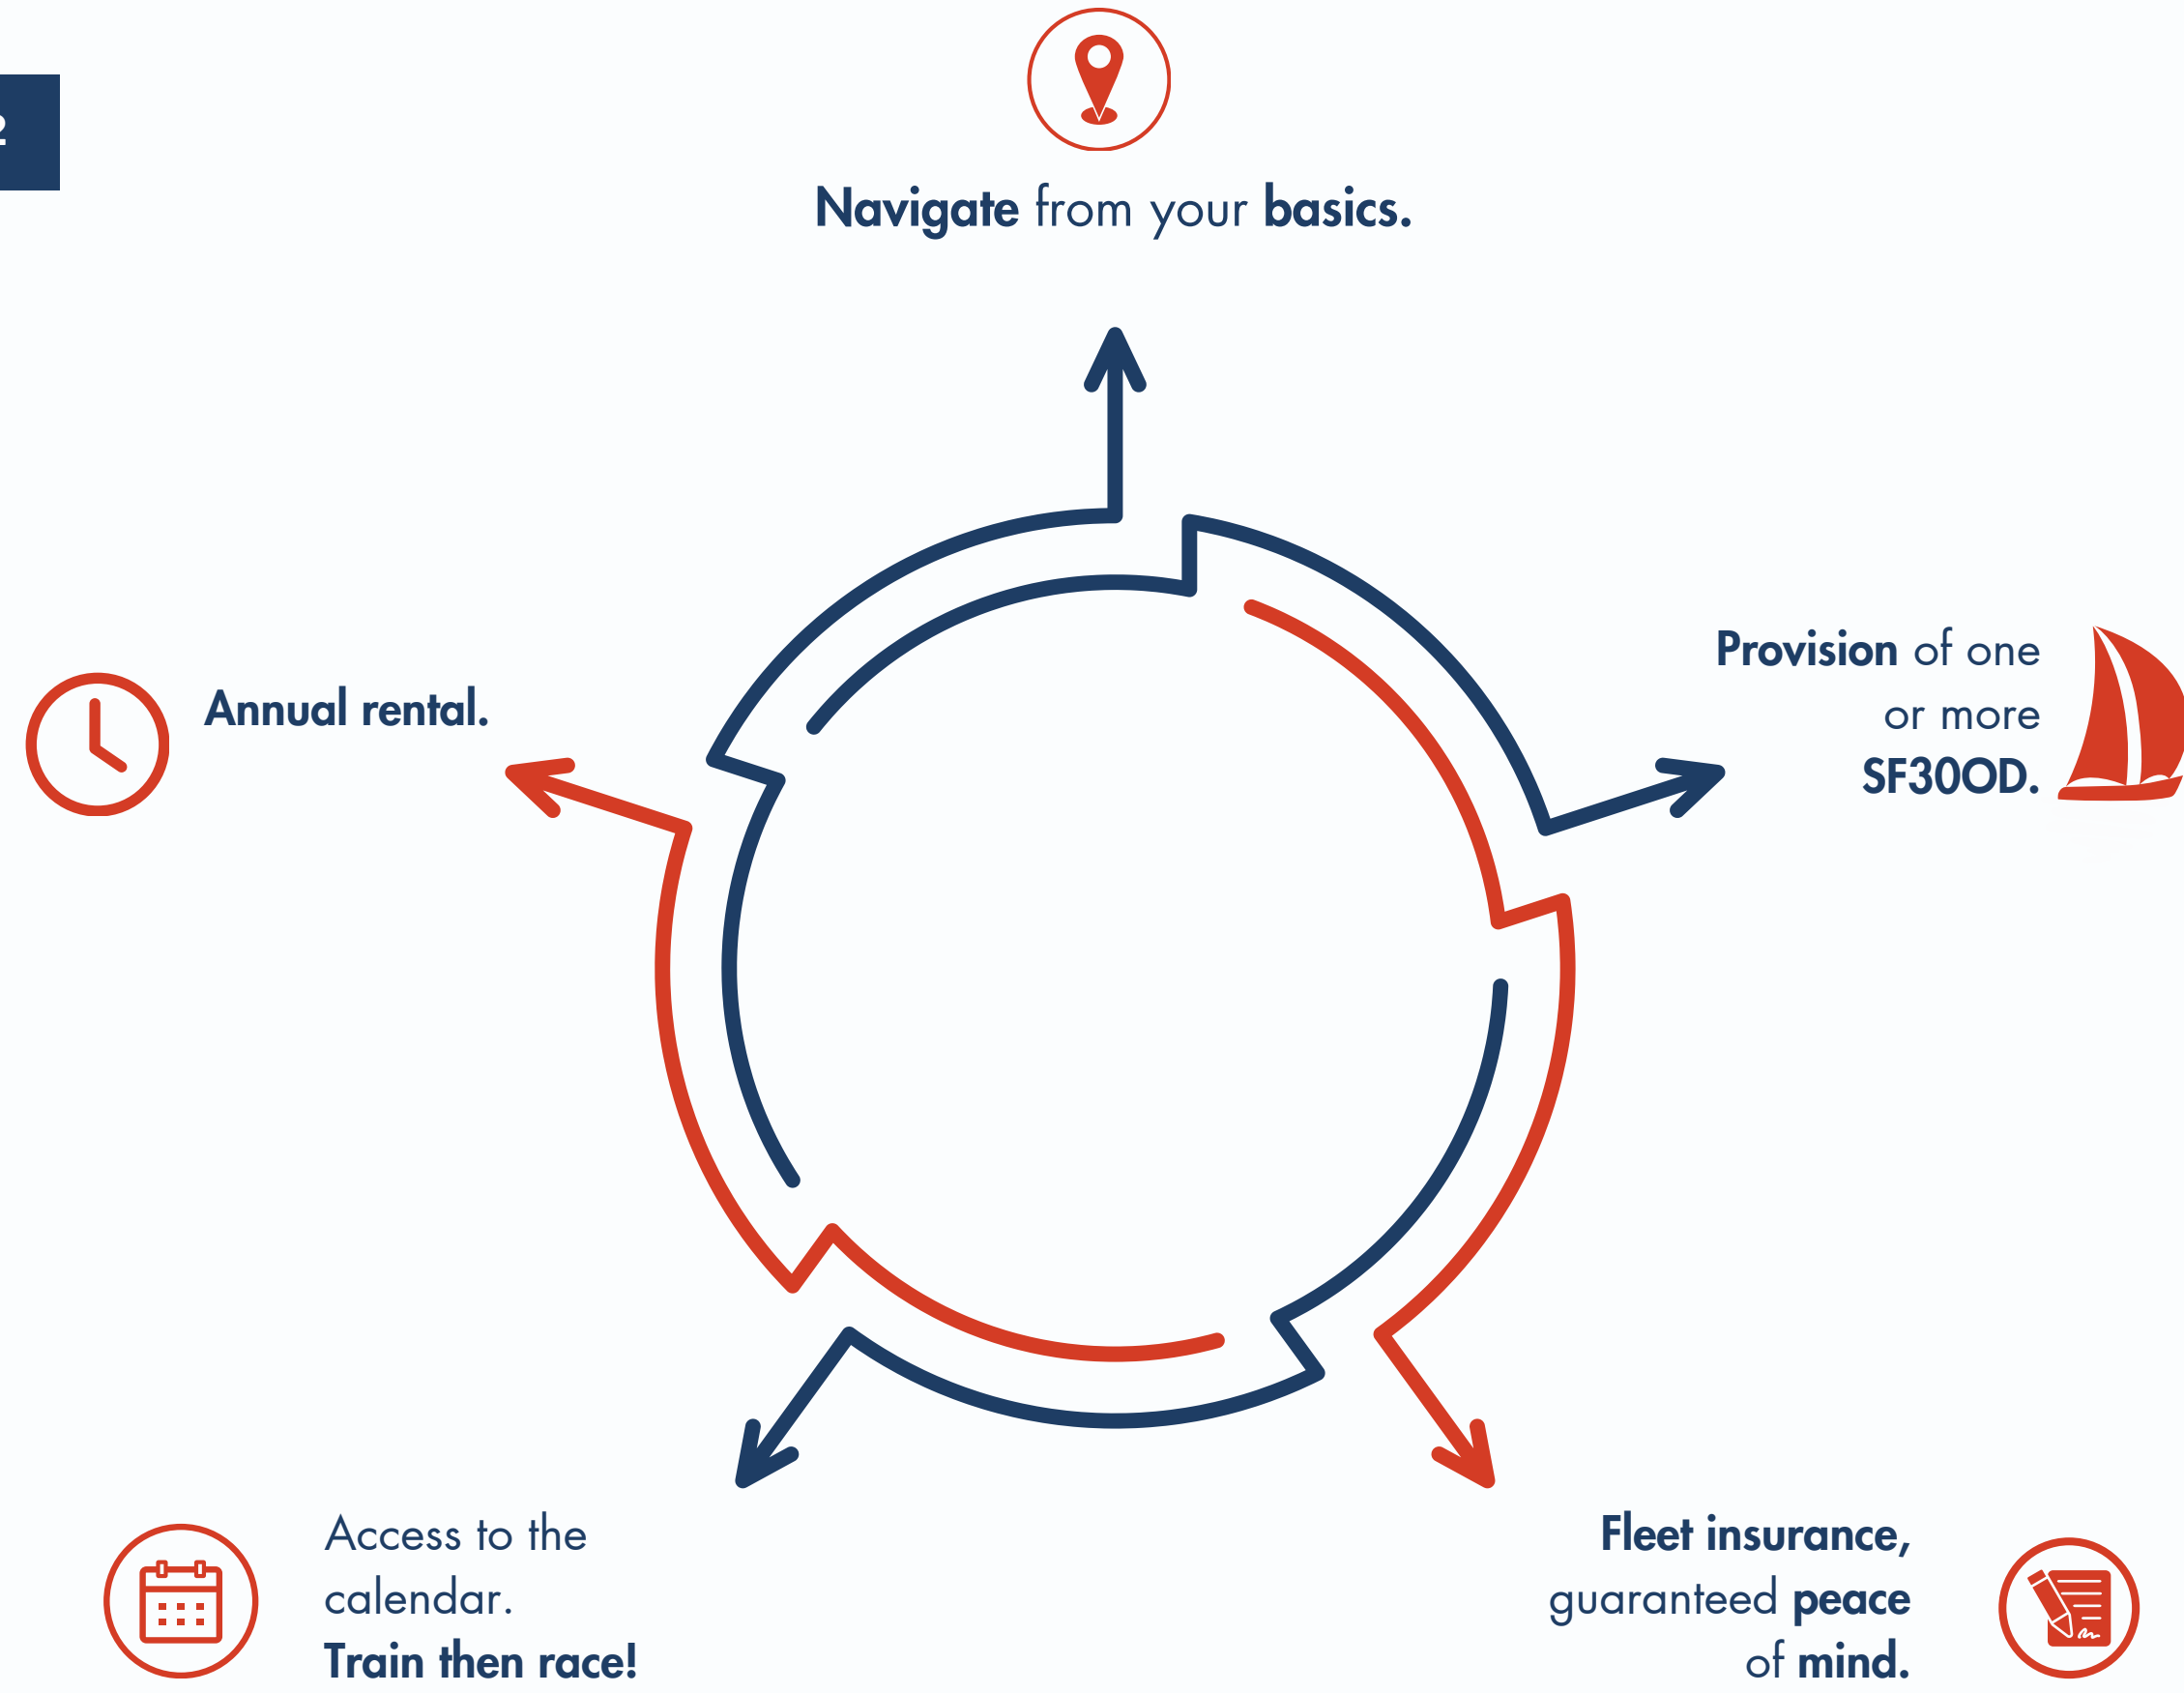 2
Navigate from your basics.
Provision of one
or more
SF30OD.
Annual rental.
Access to the
calendar.
Train then race!
Fleet insurance,
guaranteed peace
of mind.